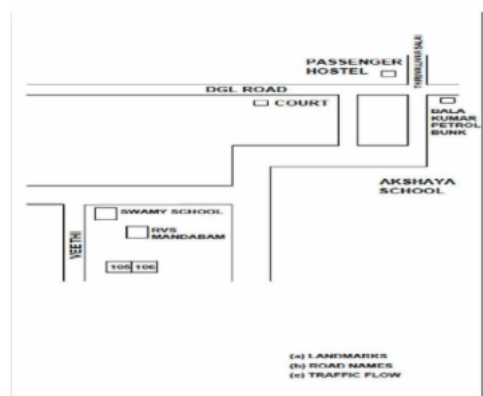 PASSENGER
HOSTEL
THIRUVALLUVAR SALAI
DGL ROAD
COURT
BALA
KUMAR
PETROL
BUNK
AKSHAYA
SCHOOL
SWAMY SCHOOL
RVS
MANDABAM
VEETHI
105 106
(a) LANDMARKS
(b) ROAD NAMES
(c) TRAFFIC FLOW